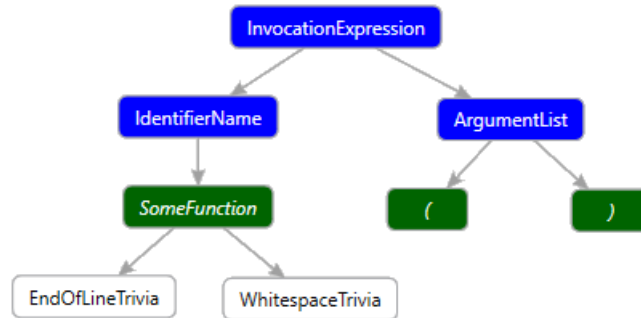 InvocationExpression
IdentifierName
ArgumentList
SomeFunction
(
)
EndOfLineTrivia
WhitespaceTrivia